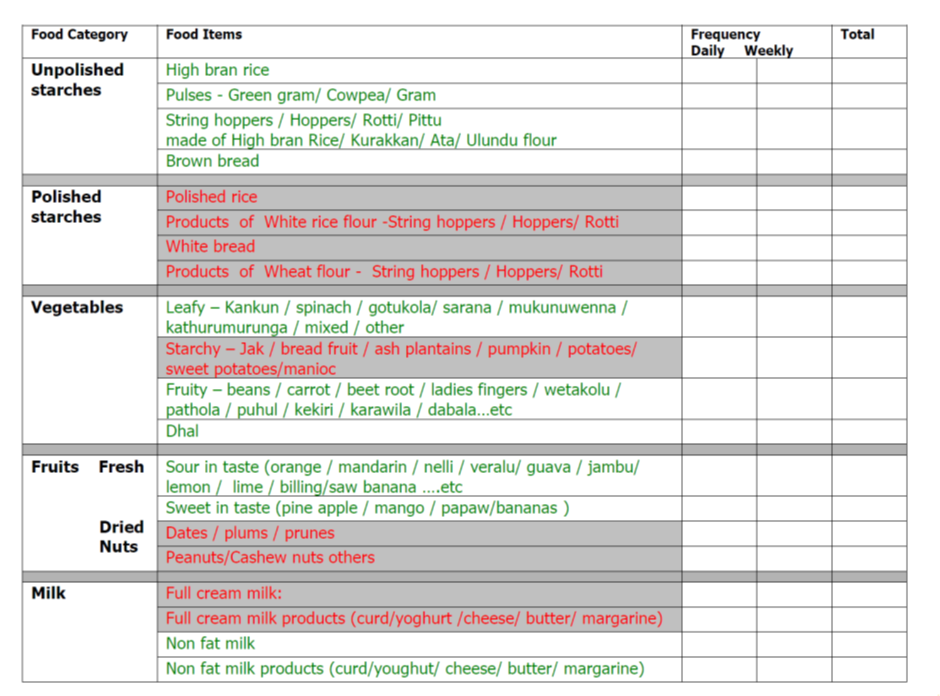 Food Category Food Items Frequency Total
Daily Weekly
Unpolished High bran rice
starches
Pulses - Green gram/ Cowpea/ Gram
String hoppers / Hoppers/ Rotti/ Pittu
made of High bran Rice/ Kurakkan/ Ata/ Ulundu flour
Brown bread
Polished Polished rice
starches
Products of White rice flour -String hoppers / Hoppers/ Rotti
White bread
Products of Wheat flour - String hoppers / Hoppers/ Rotti
Vegetables Leafy – Kankun / spinach / gotukola/ sarana / mukunuwenna /
kathurumurunga / mixed / other
Starchy – Jak / bread fruit / ash plantains / pumpkin / potatoes/
sweet potatoes/manioc
Fruity – beans / carrot / beet root / ladies fingers / wetakolu /
pathola / puhul / kekiri / karawila / dabala...etc
Dhal
Fruits Fresh Sour in taste (orange / mandarin / nelli / veralu/ guava / jambu/
lemon / lime / billing/saw banana ....etc
Sweet in taste (pine apple / mango / papaw/bananas )
Dried Dates / plums / prunes
Nuts Peanuts/Cashew nuts others
Milk Full cream milk:
Full cream milk products (curd/yoghurt /cheese/ butter/ margarine)
Non fat milk
Non fat milk products (curd/youghut/ cheese/ butter/ margarine)